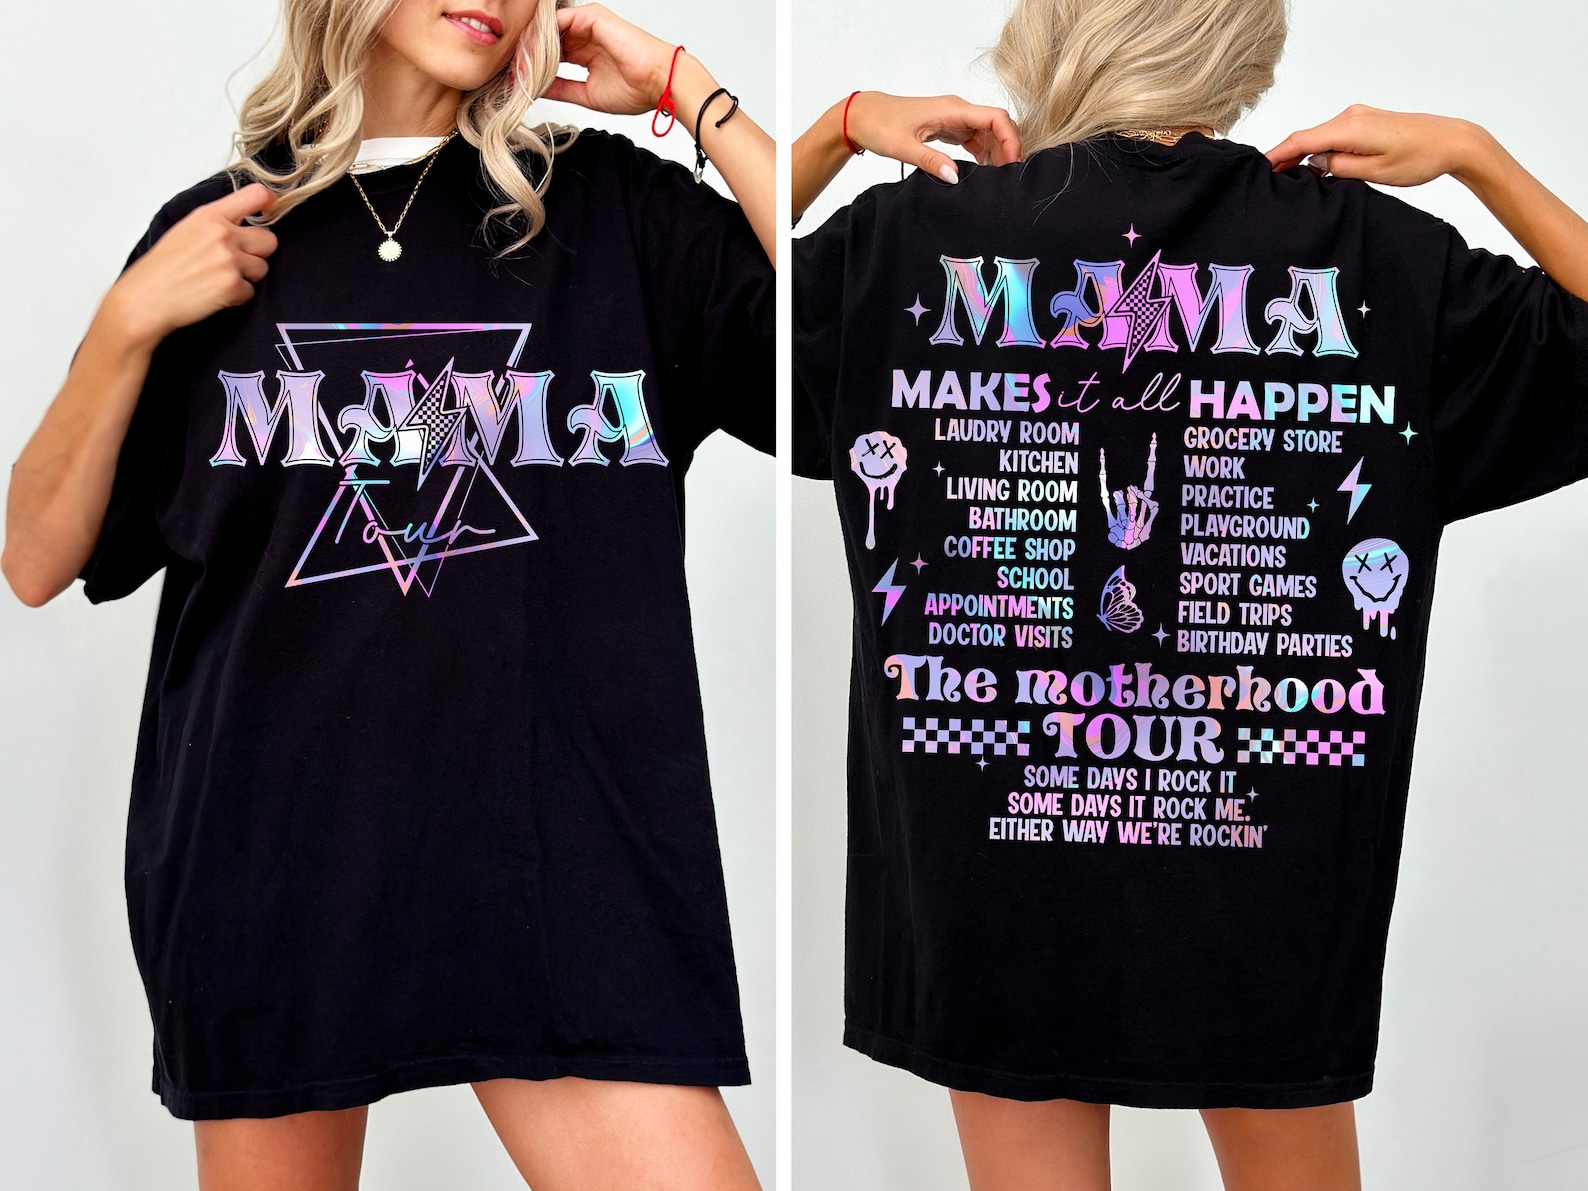 MAMA
Tour
MAMA
MAKES it all HAPPEN
LAUDRY ROOM
KITCHEN
LIVING ROOM
BATHROOM
COFFEE SHOP
SCHOOL
APPOINTMENTS
DOCTOR VISITS
GROCERY STORE
WORK
PRACTICE
PLAYGROUND
VACATIONS
SPORT GAMES
FIELD TRIPS
BIRTHDAY PARTIES
The motherhood
TOUR
SOME DAYS I ROCK IT
SOME DAYS IT ROCK ME.
EITHER WAY WE'RE ROCKIN'